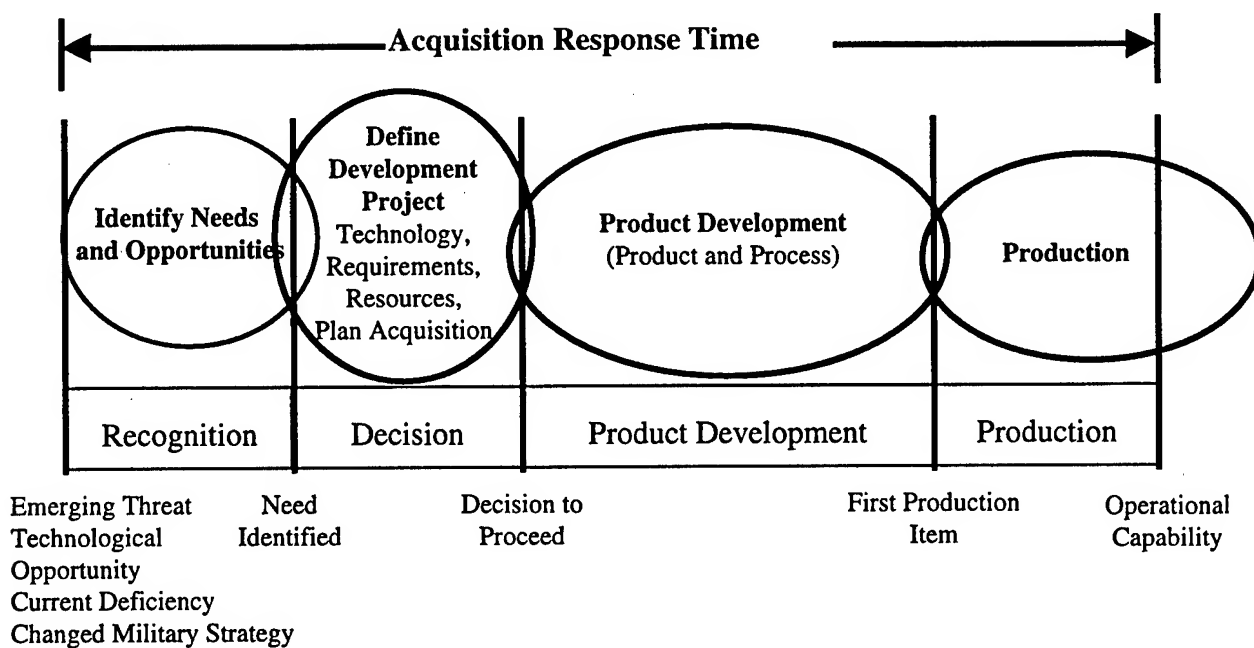 Acquisition Response Time
Identify Needs
and Opportunities
Define
Development
Project
Technology,
Requirements,
Resources,
Plan Acquisition
Product Development
(Product and Process)
Production
Recognition
Decision
Product Development
Production
Emerging Threat
Technological
Opportunity
Current Deficiency
Changed Military Strategy
Need
Identified
Decision to
Proceed
First Production
Item
Operational
Capability